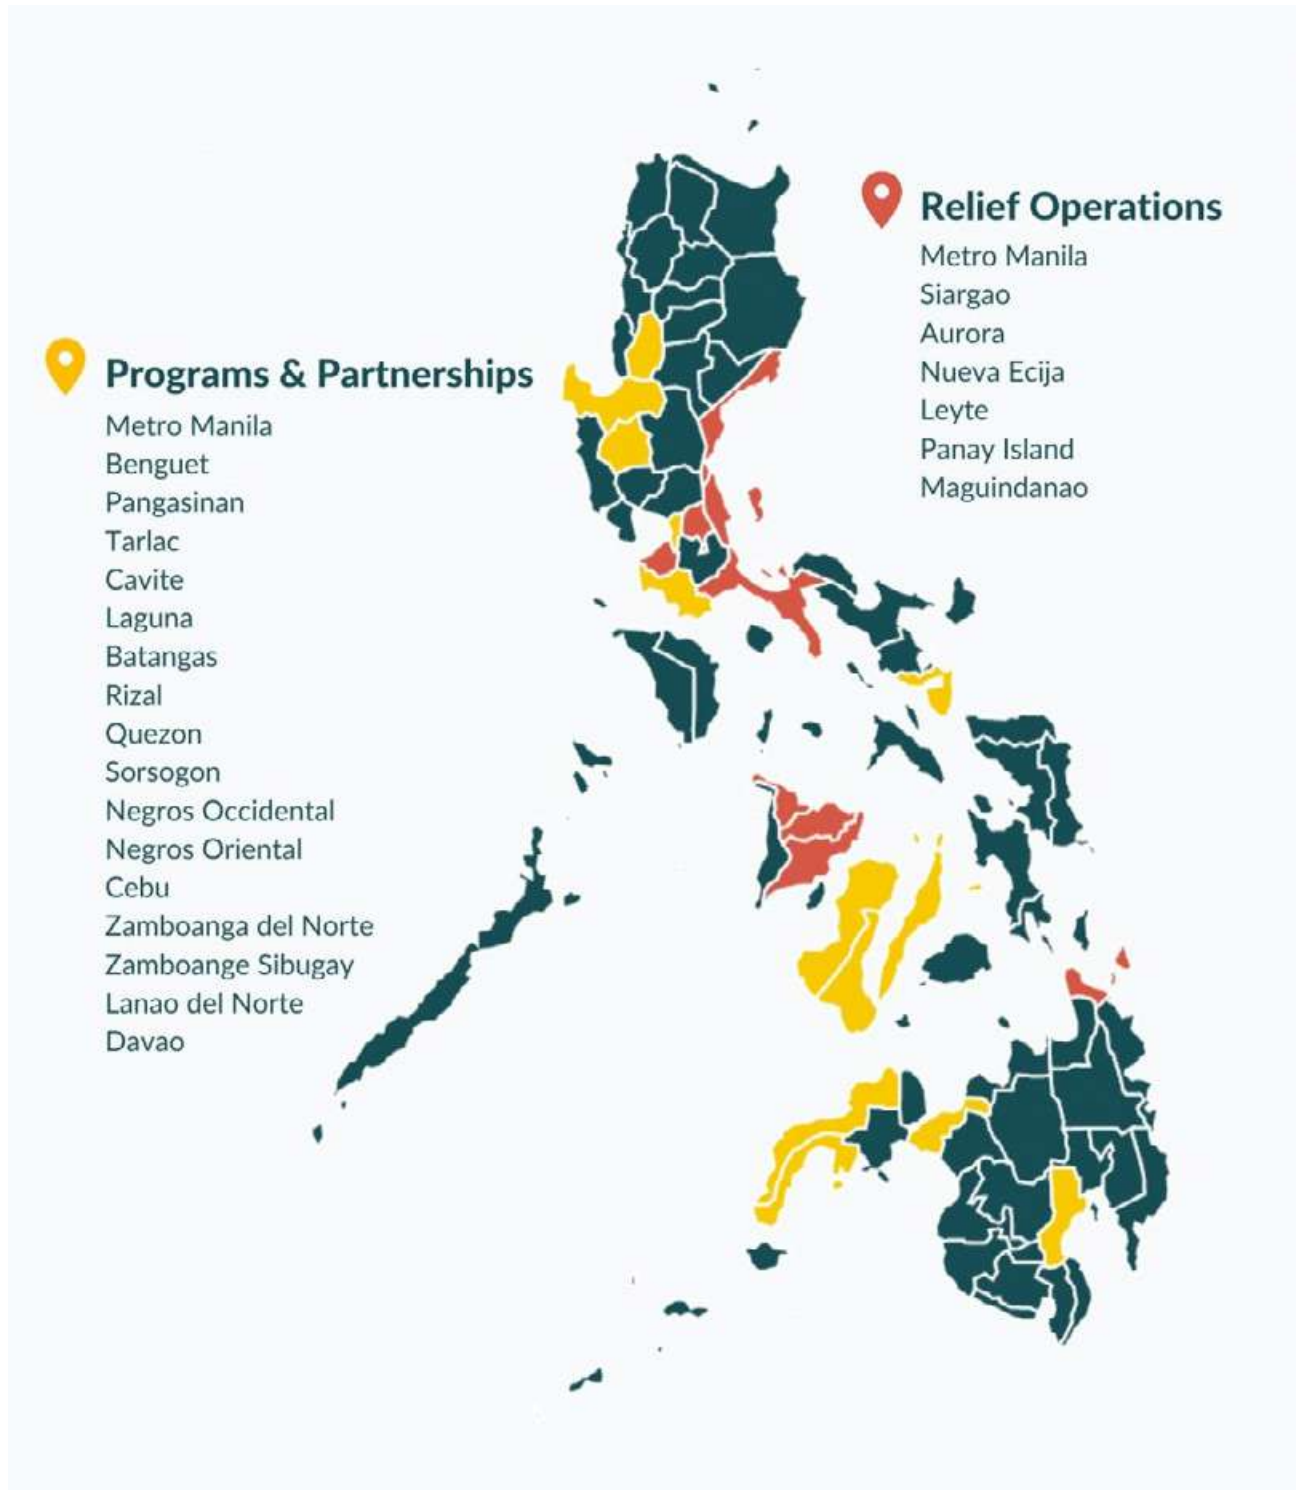 Programs & Partnerships
Metro Manila
Benguet
Pangasinan
Tarlac
Cavite
Laguna
Batangas
Rizal
Quezon
Sorsogon
Negros Occidental
Negros Oriental
Cebu
Zamboanga del Norte
Zamboange Sibugay
Lanao del Norte
Davao
Relief Operations
Metro Manila
Siargao
Aurora
Nueva Ecija
Leyte
Panay Island
Maguindanao